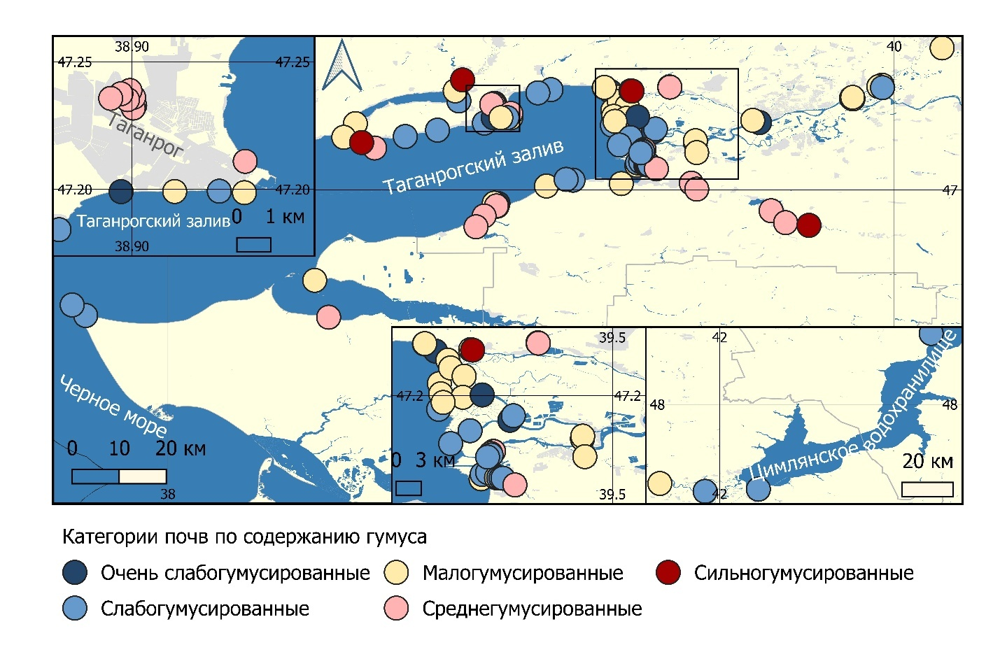 38.90
47.25
47.25
Таганрог
47.20
47.20
Таганрогский залив
0 1 км
38.90
40
Таганрогский залив
47
Черное море
0 10 20 км
38
39.5
47.2
47.2
0 3 км
39.5
42
48
48
Цимлянское водохранилище
20 км
42
Категории почв по содержанию гумуса
Очень слабогумусированные
Малогумусированные
Сильногумусированные
Слабогумусированные
Среднегумусированные